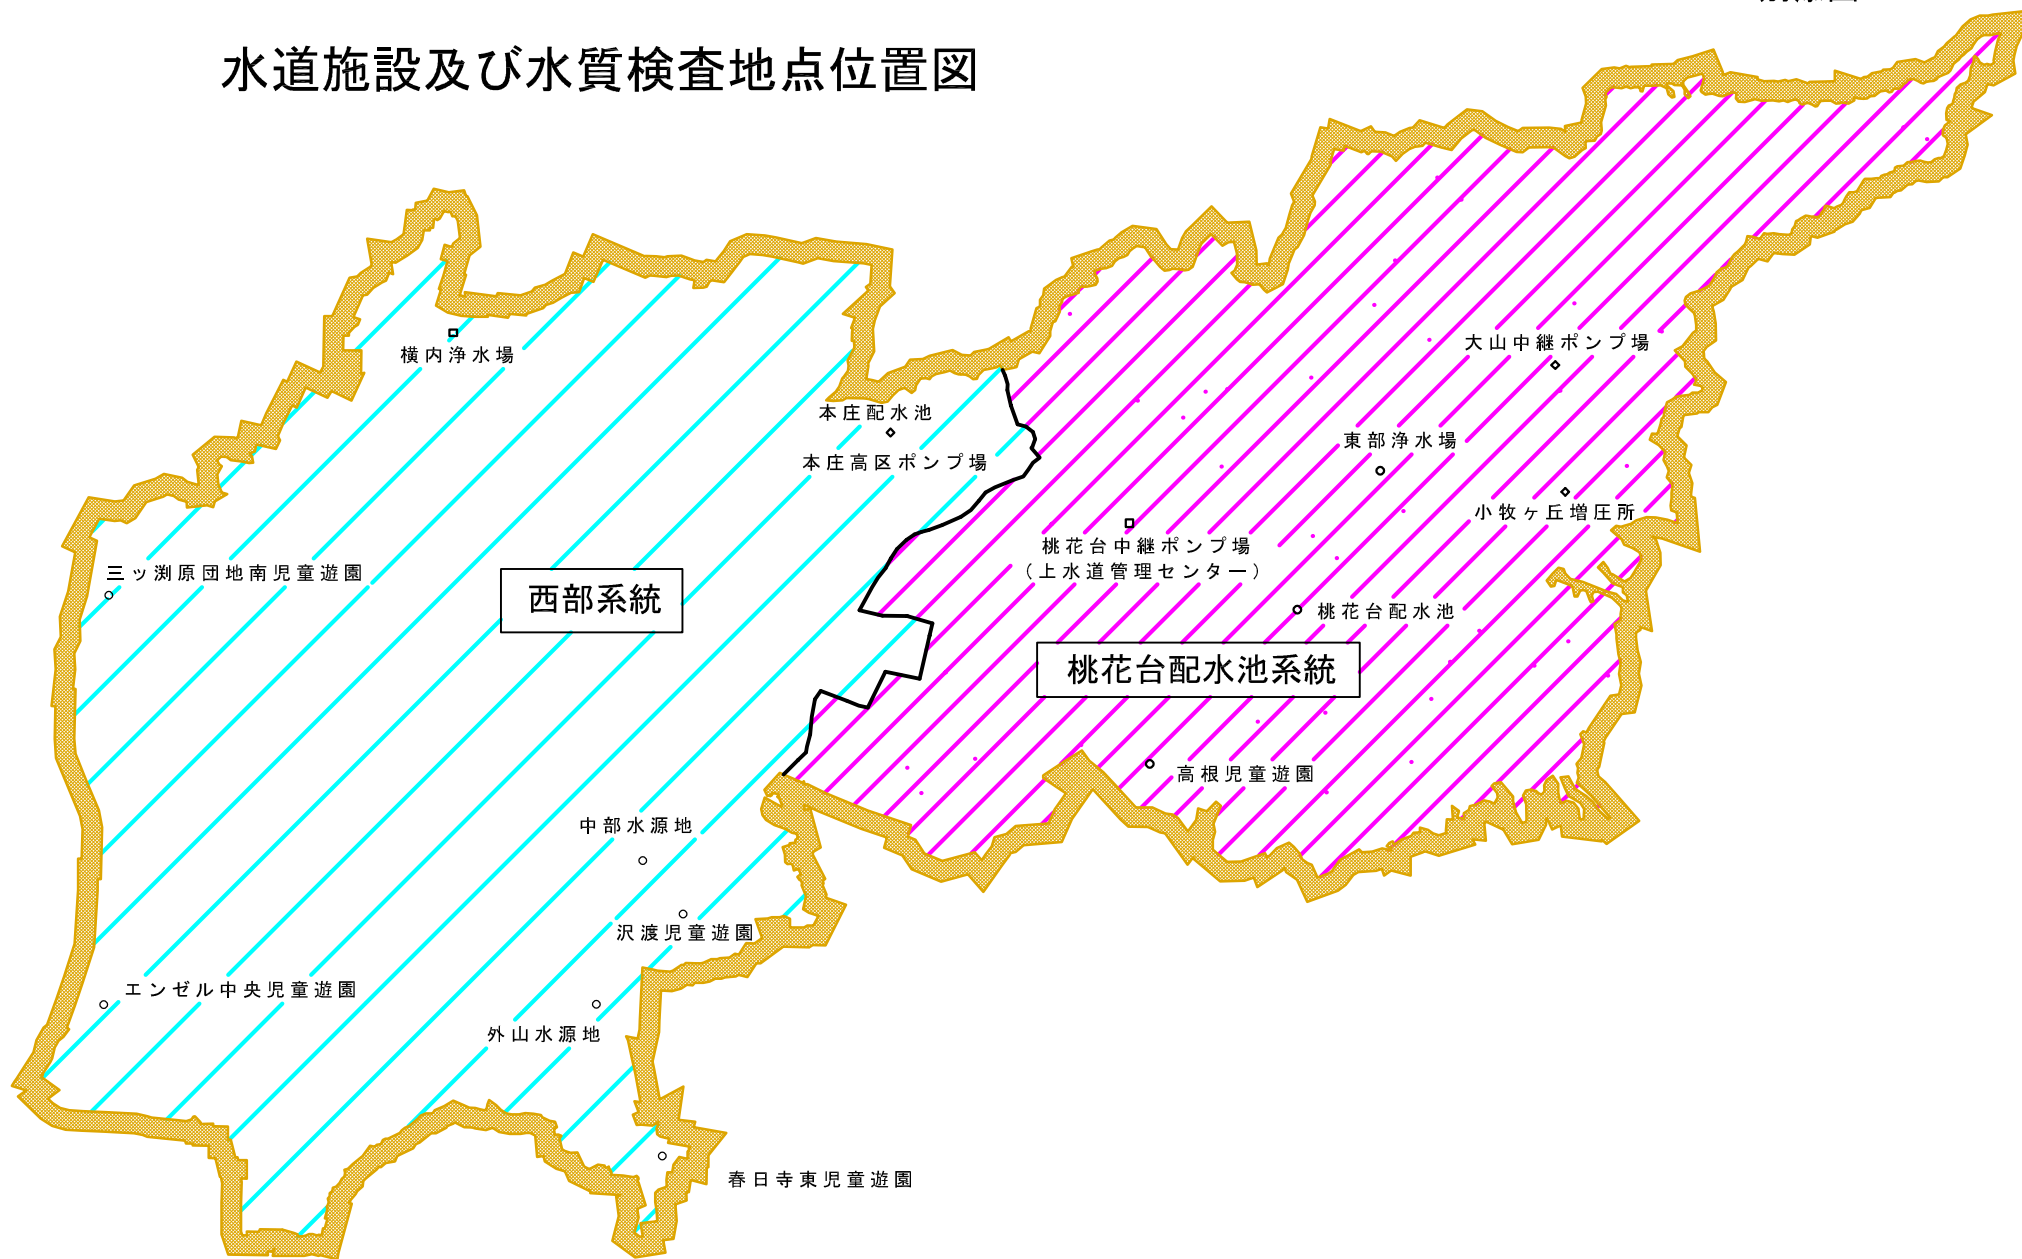 水道施設及び水質検査地点位置図
横内浄水場
大山中継ポンプ場
本庄配水池
東部浄水場
本庄高区ポンプ場
小牧ヶ丘増圧所
桃花台中継ポンプ場
（上水道管理センター）
三ッ渕原団地南児童遊園
西部系統
桃花台配水池
桃花台配水池系統
高根児童遊園
中部水源地
沢渡児童遊園
エンゼル中央児童遊園
外山水源地
春日寺東児童遊園